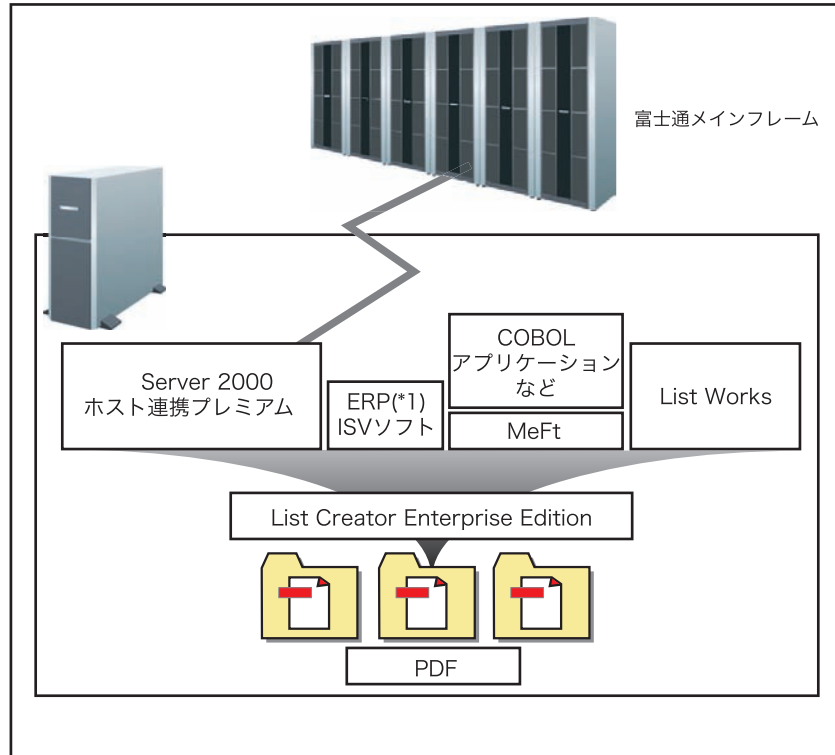 富士通メインフレーム
Server 2000
ホスト連携プレミアム
ERP(*1)
ISVソフト
COBOL
アプリケーション
など
MeFt
List Works
List Creator Enterprise Edition
PDF